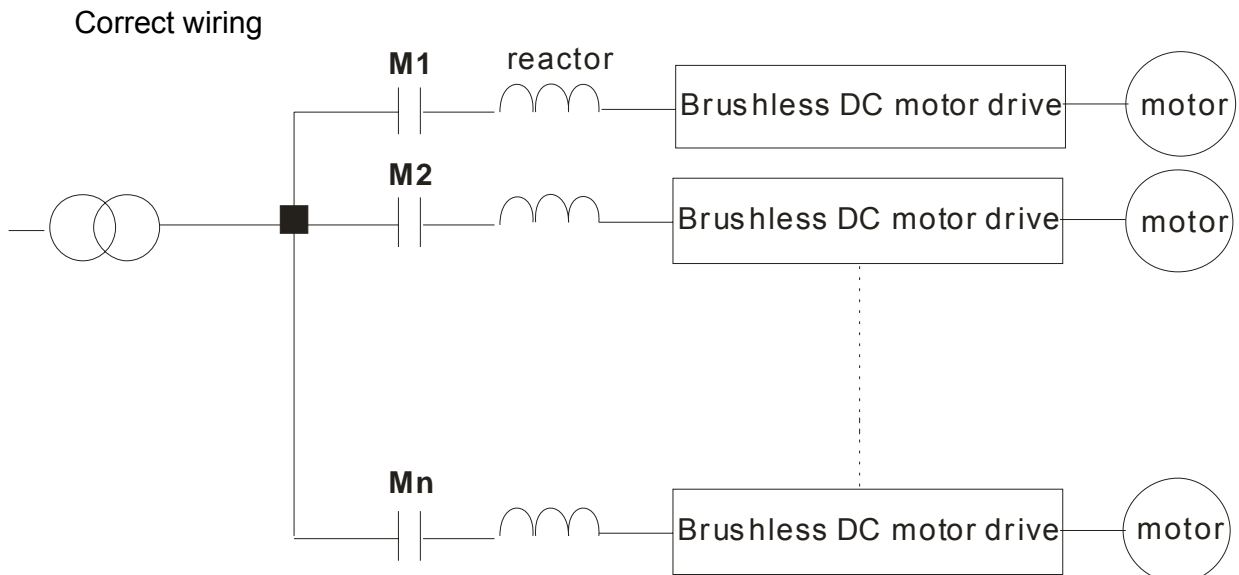 Correct wiring
M1
reactor
Brushless DC motor drive
motor
M2
Brushless DC motor drive
motor
Mn
Brushless DC motor drive
motor